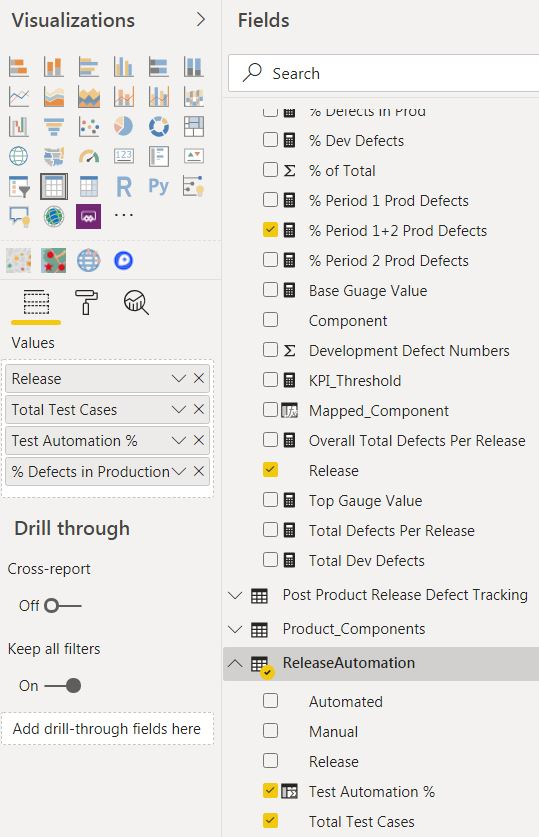 Visualizations
Values
Release
Total Test Cases
Test Automation %
% Defects in Production
Drill through
Cross-report
Off
Keep all filters
On
Add drill-through fields here
Fields
Search
% Defects in Prod
% Dev Defects
% of Total
% Period 1 Prod Defects
% Period 1+2 Prod Defects
% Period 2 Prod Defects
Base Guage Value
Component
Development Defect Numbers
KPI_Threshold
Mapped_Component
Overall Total Defects Per Release
Release
Top Gauge Value
Total Defects Per Release
Total Dev Defects
Post Product Release Defect Tracking
Product_Components
ReleaseAutomation
Automated
Manual
Release
Test Automation %
Total Test Cases